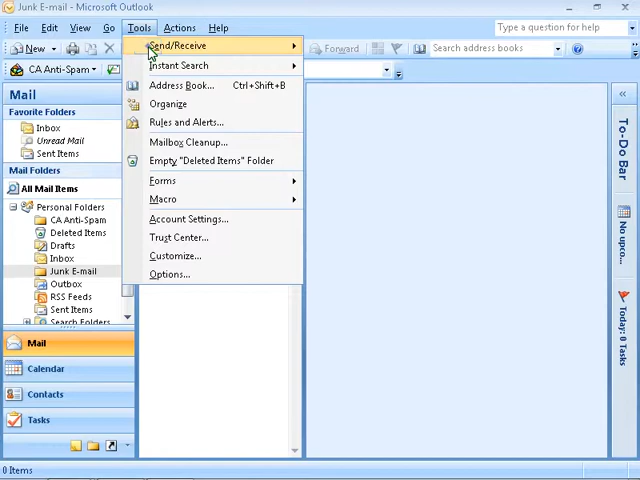 Junk E-mail - Microsoft Outlook
File Edit View Go Tools Actions Help
Type a question for help
New
Forward
Search address books
CA Anti-Spam
Send/Receive
Instant Search
Address Book... Ctrl+Shift+B
Organize
Rules and Alerts...
Mailbox Cleanup...
Empty "Deleted Items" Folder
Forms
Macro
Account Settings...
Trust Center...
Customize...
Options...
Mail
Favorite Folders
Inbox
Unread Mail
Sent Items
Mail Folders
All Mail Items
Personal Folders
CA Anti-Spam
Deleted Items
Drafts
Inbox
Junk E-mail
Outbox
RSS Feeds
Sent Items
Search Folders
Mail
Calendar
Contacts
Tasks
To-Do Bar
No upco...
Today: 0 Tasks
0 Items